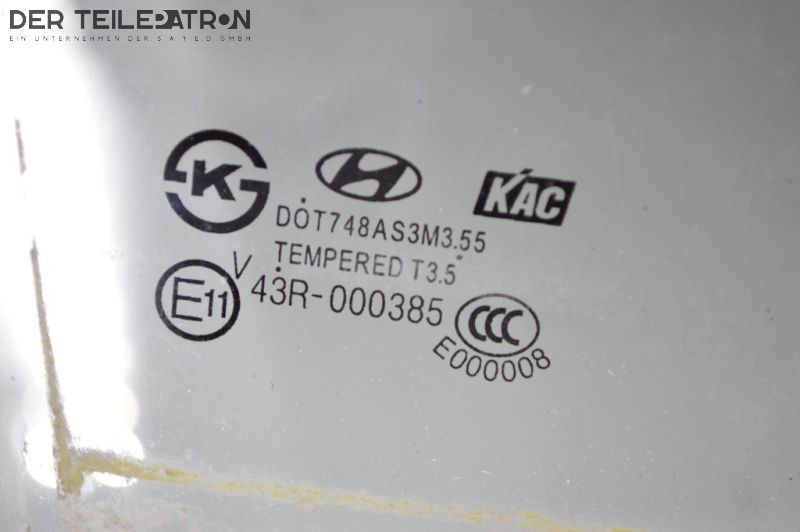 DER TEILEPATRON
EIN UNTERNEHMEN DER S A Y E D GMBH
K
KAC
DOT748AS3M3.55
TEMPERED T3.5
V
E11
43R-000385
CCC
E000008